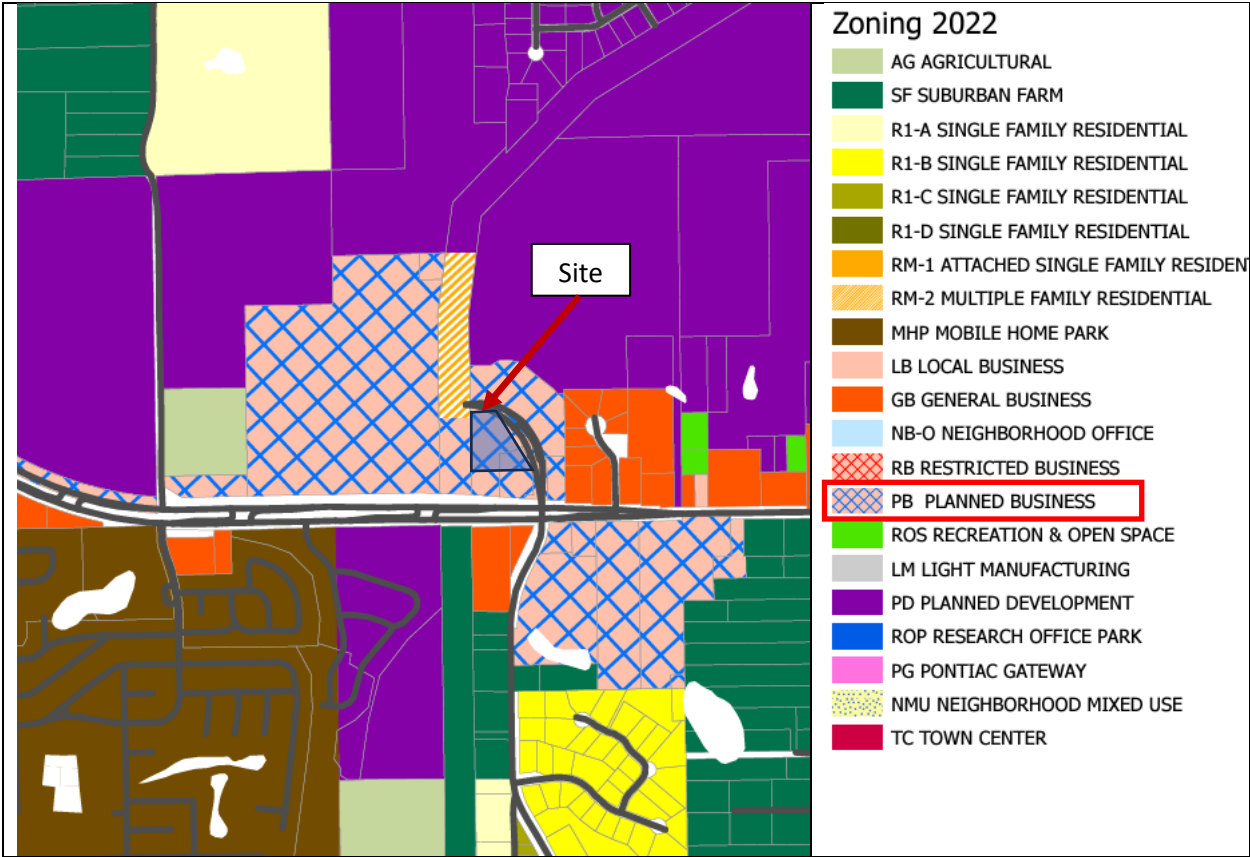 Site
Zoning 2022
AG AGRICULTURAL
SF SUBURBAN FARM
R1-A SINGLE FAMILY RESIDENTIAL
R1-B SINGLE FAMILY RESIDENTIAL
R1-C SINGLE FAMILY RESIDENTIAL
R1-D SINGLE FAMILY RESIDENTIAL
RM-1 ATTACHED SINGLE FAMILY RESIDEN
RM-2 MULTIPLE FAMILY RESIDENTIAL
MHP MOBILE HOME PARK
LB LOCAL BUSINESS
GB GENERAL BUSINESS
NB-O NEIGHBORHOOD OFFICE
RB RESTRICTED BUSINESS
PB PLANNED BUSINESS
ROS RECREATION & OPEN SPACE
LM LIGHT MANUFACTURING
PD PLANNED DEVELOPMENT
ROP RESEARCH OFFICE PARK
PG PONTIAC GATEWAY
NMU NEIGHBORHOOD MIXED USE
TC TOWN CENTER